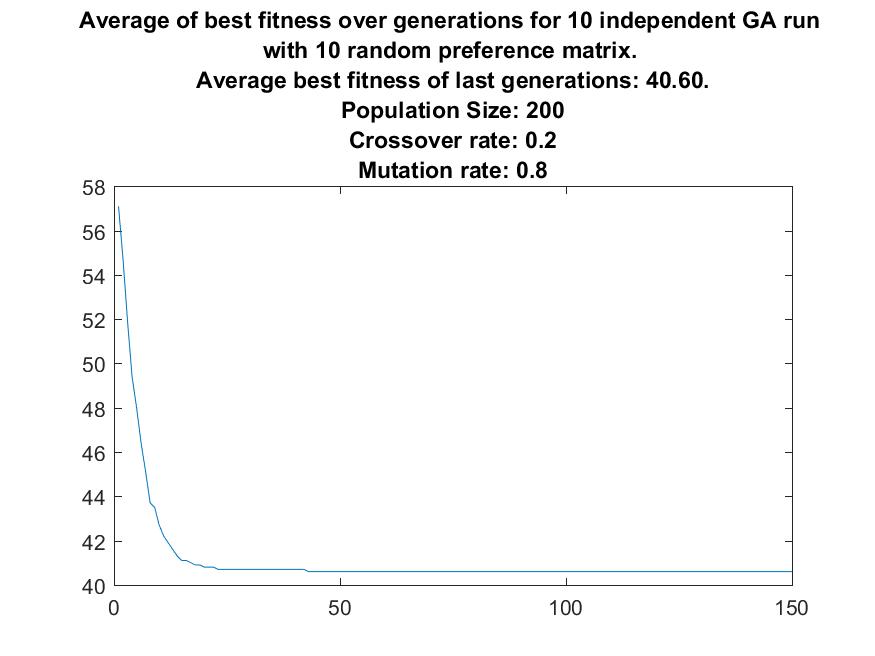 Average of best fitness over generations for 10 independent GA run
with 10 random preference matrix.
Average best fitness of last generations: 40.60.
Population Size: 200
Crossover rate: 0.2
Mutation rate: 0.8
58
56
54
52
50
48
46
44
42
40
0
50
100
150